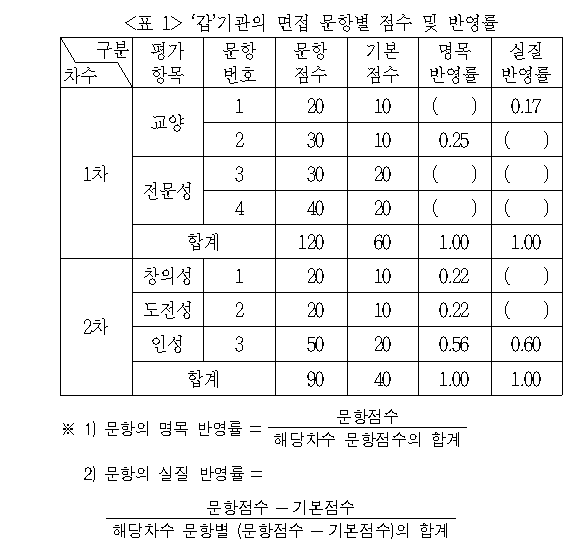 <표 1> ‘갑’기관의 면접 문항별 점수 및 반영률
구분 차수 평가 항목 문항 번호 문항 점수 기본 점수 명목 반영률 실질 반영률
1차 교양 1 20 10 ( ) 0.17
2 30 10 0.25 ( )
전문성 3 30 20 ( ) ( )
4 40 20 ( ) ( )
합계 120 60 1.00 1.00
2차 창의성 1 20 10 0.22 ( )
도전성 2 20 10 0.22 ( )
인성 3 50 20 0.56 0.60
합계 90 40 1.00 1.00
※ 1) 문항의 명목 반영률 = 문항점수 / 해당차수 문항점수의 합계
2) 문항의 실질 반영률 =
문항점수 - 기본점수
해당차수 문항별 (문항점수 - 기본점수)의 합계